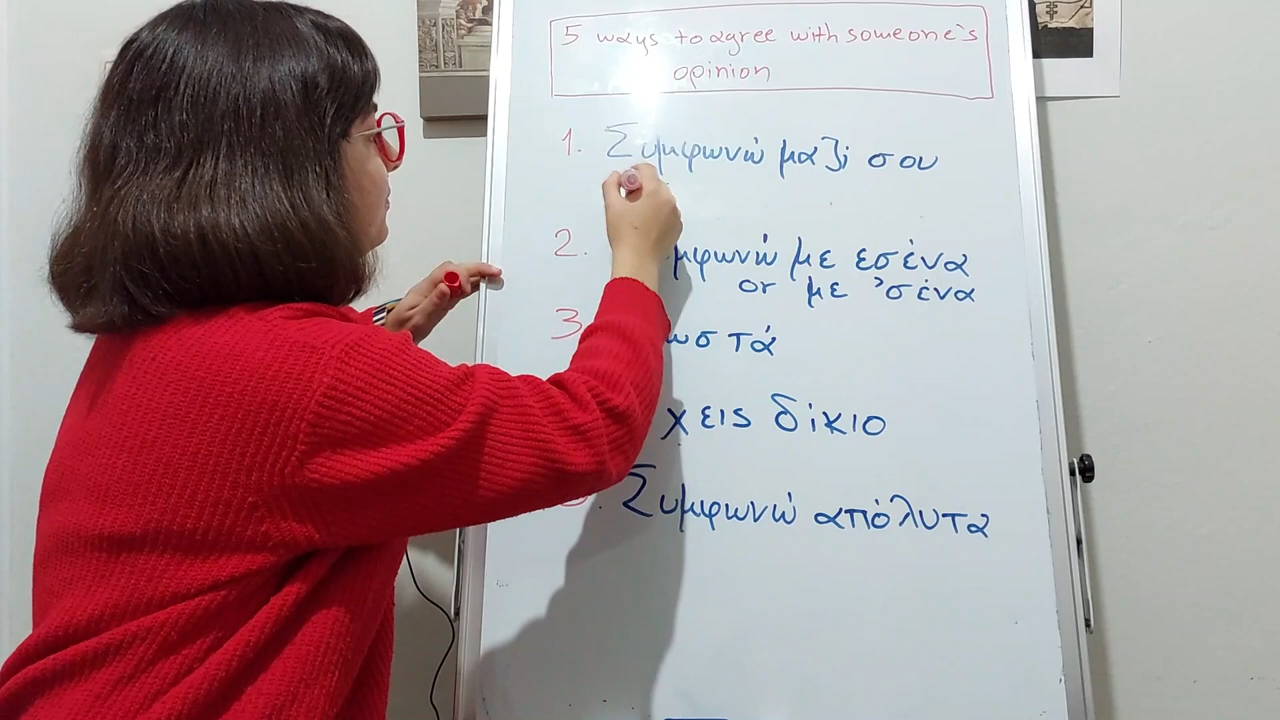 5 ways to agree with someone's
opinion
1. Συμφωνώ μαζί σου
2. μφωνώ με εσένα
or με 'σένα
3 ωστά
χεις δίκιο
. Συμφωνώ απόλυτα